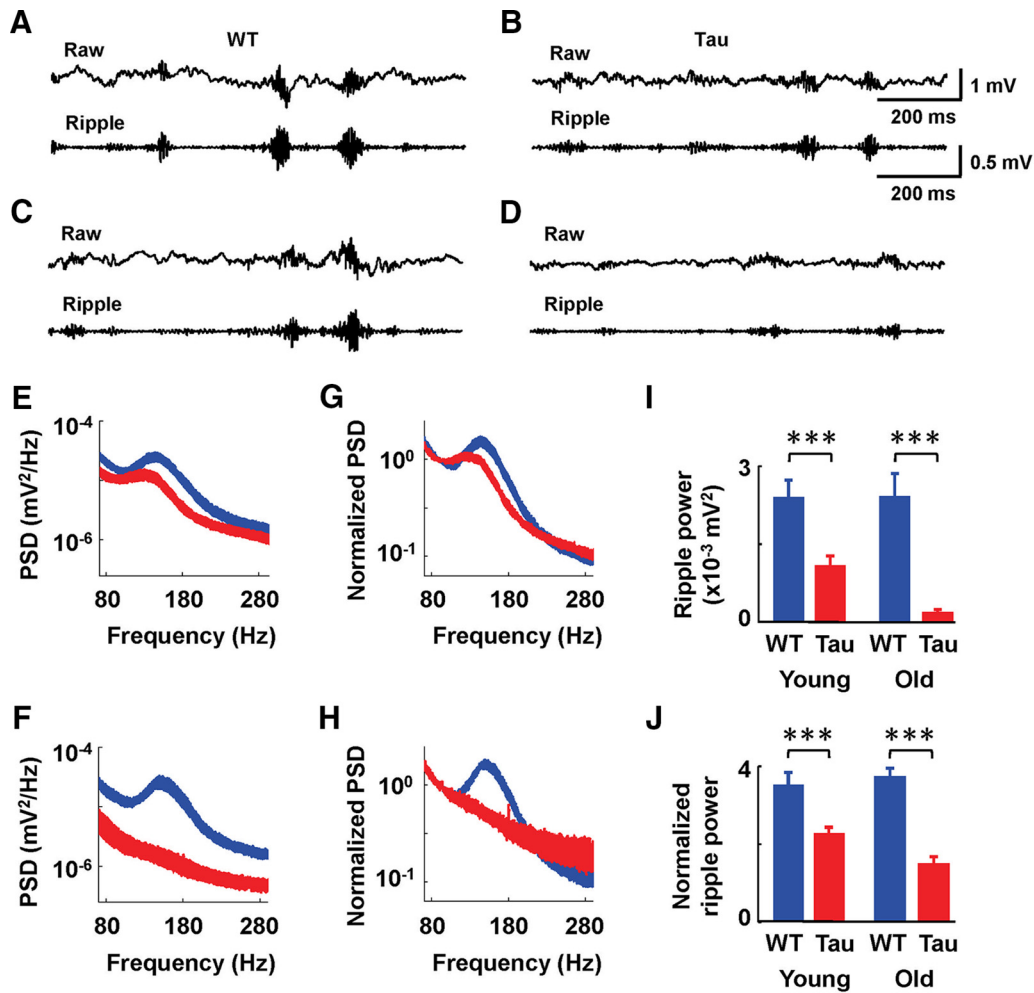 A
WT
Raw
Ripple
B
Tau
Raw
1 mV
200 ms
Ripple
0.5 mV
200 ms
C
Raw
Ripple
D
Raw
Ripple
E
10⁻⁴
10⁻⁶
PSD (mV²/Hz)
80 180 280
Frequency (Hz)
G
10⁰
10⁻¹
Normalized PSD
80 180 280
Frequency (Hz)
I
*** ***
3
0
Ripple power
(x10⁻³ mV²)
WT Tau WT Tau
Young Old
F
10⁻⁴
10⁻⁶
PSD (mV²/Hz)
80 180 280
Frequency (Hz)
H
10⁰
10⁻¹
Normalized PSD
80 180 280
Frequency (Hz)
J
*** ***
4
0
Normalized
ripple power
WT Tau WT Tau
Young Old